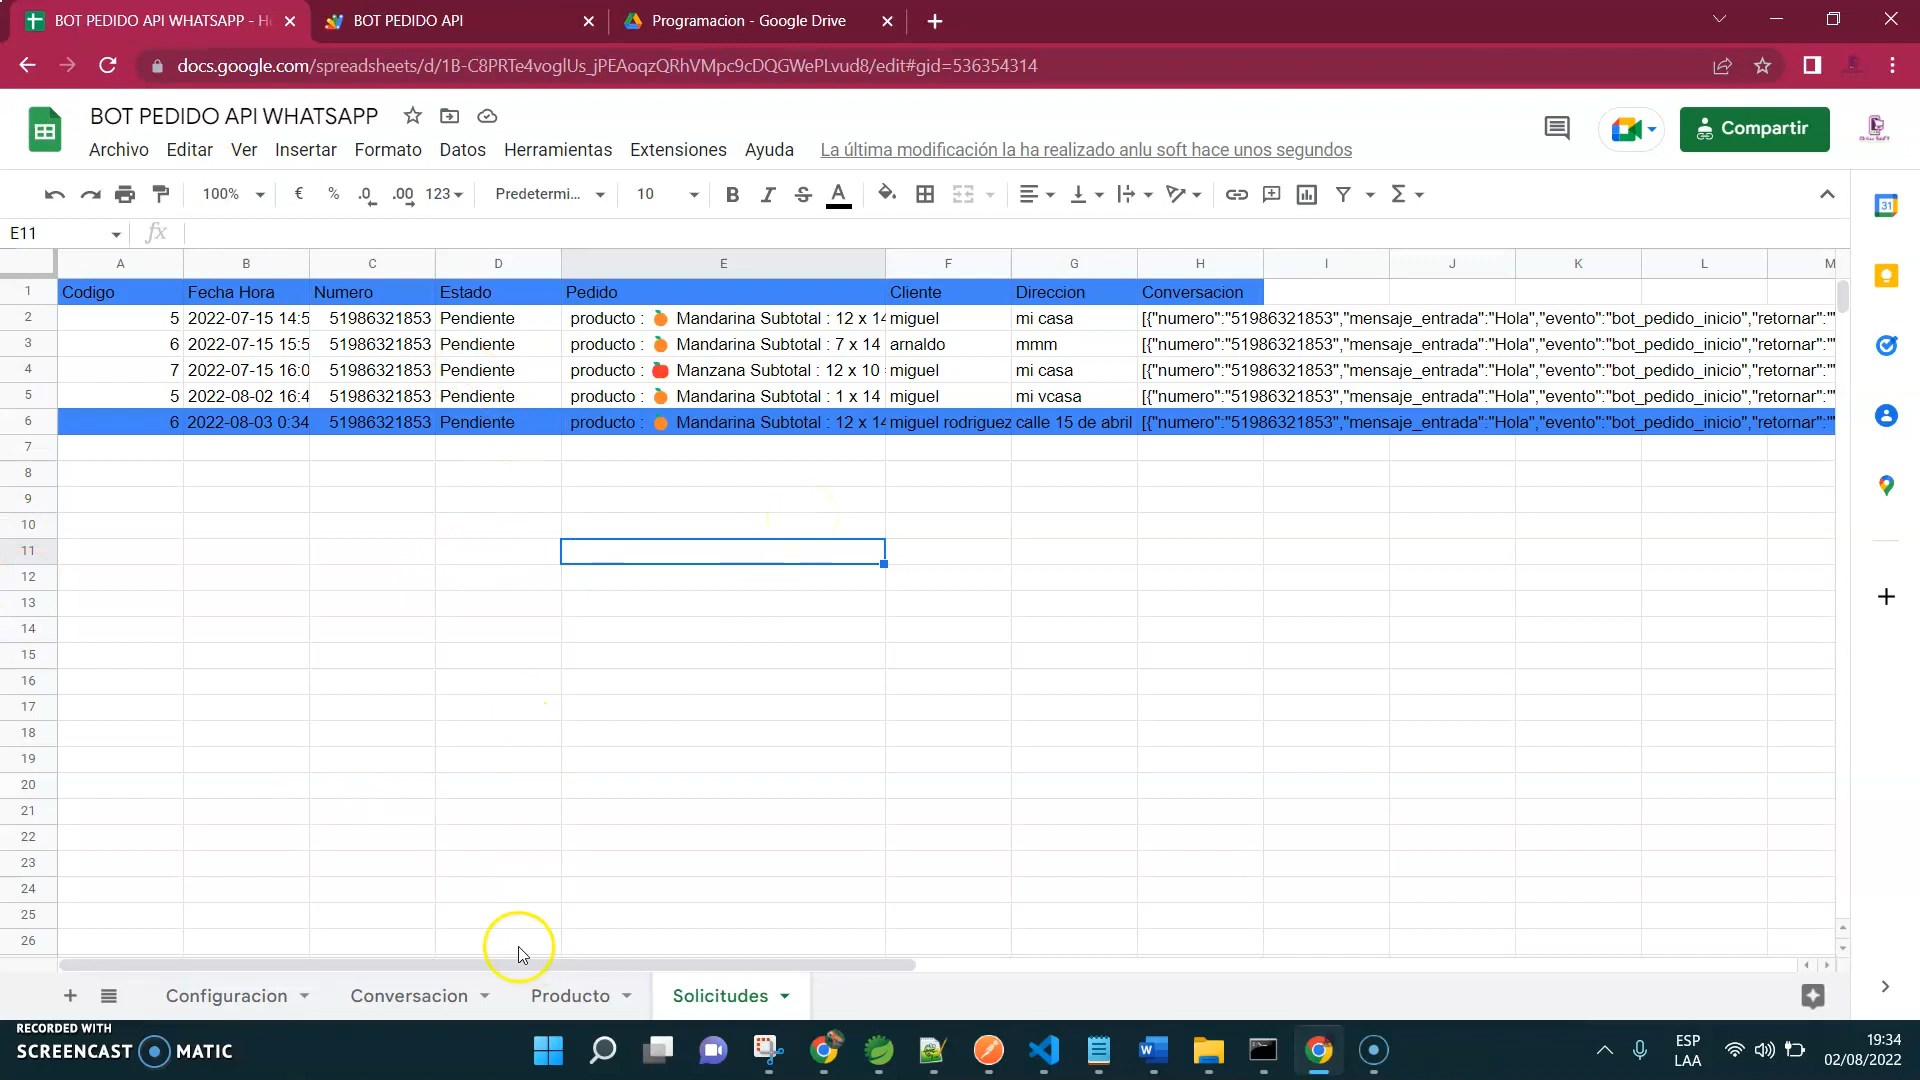 BOT PEDIDO API WHATSAPP - H
BOT PEDIDO API
Programacion - Google Drive
docs.google.com/spreadsheets/d/1B-C8PRTe4voglUs_jPEAoqzQRhVMpc9cDQGWePLvud8/edit#gid=536354314
BOT PEDIDO API WHATSAPP
Compartir
Archivo Editar Ver Insertar Formato Datos Herramientas Extensiones Ayuda La última modificación la ha realizado anlu soft hace unos segundos
100% € % .0 .00 123 Predetermi... 10 B I S A Σ
31
E11 fx
A B C D E F G H I J K L M
1 Codigo Fecha Hora Numero Estado Pedido Cliente Direccion Conversacion
2 5 2022-07-15 14:5 51986321853 Pendiente producto : 🍊 Mandarina Subtotal : 12 x 14 miguel mi casa [{"numero":"51986321853","mensaje_entrada":"Hola","evento":"bot_pedido_inicio","retornar":""
3 6 2022-07-15 15:5 51986321853 Pendiente producto : 🍊 Mandarina Subtotal : 7 x 14 arnaldo mmm [{"numero":"51986321853","mensaje_entrada":"Hola","evento":"bot_pedido_inicio","retornar":""
4 7 2022-07-15 16:0 51986321853 Pendiente producto : 🍎 Manzana Subtotal : 12 x 10 miguel mi casa [{"numero":"51986321853","mensaje_entrada":"Hola","evento":"bot_pedido_inicio","retornar":""
5 5 2022-08-02 16:4 51986321853 Pendiente producto : 🍊 Mandarina Subtotal : 1 x 14 miguel mi vcasa [{"numero":"51986321853","mensaje_entrada":"Hola","evento":"bot_pedido_inicio","retornar":""
6 6 2022-08-03 0:34 51986321853 Pendiente producto : 🍊 Mandarina Subtotal : 12 x 14 miguel rodriguez calle 15 de abril [{"numero":"51986321853","mensaje_entrada":"Hola","evento":"bot_pedido_inicio","retornar":""
7
8
9
10
11
12
13
14
15
16
17
18
19
20
21
22
23
24
25
26
Configuracion Conversacion Producto Solicitudes
RECORDED WITH
SCREENCAST MATIC
ESP
LAA
19:34
02/08/2022